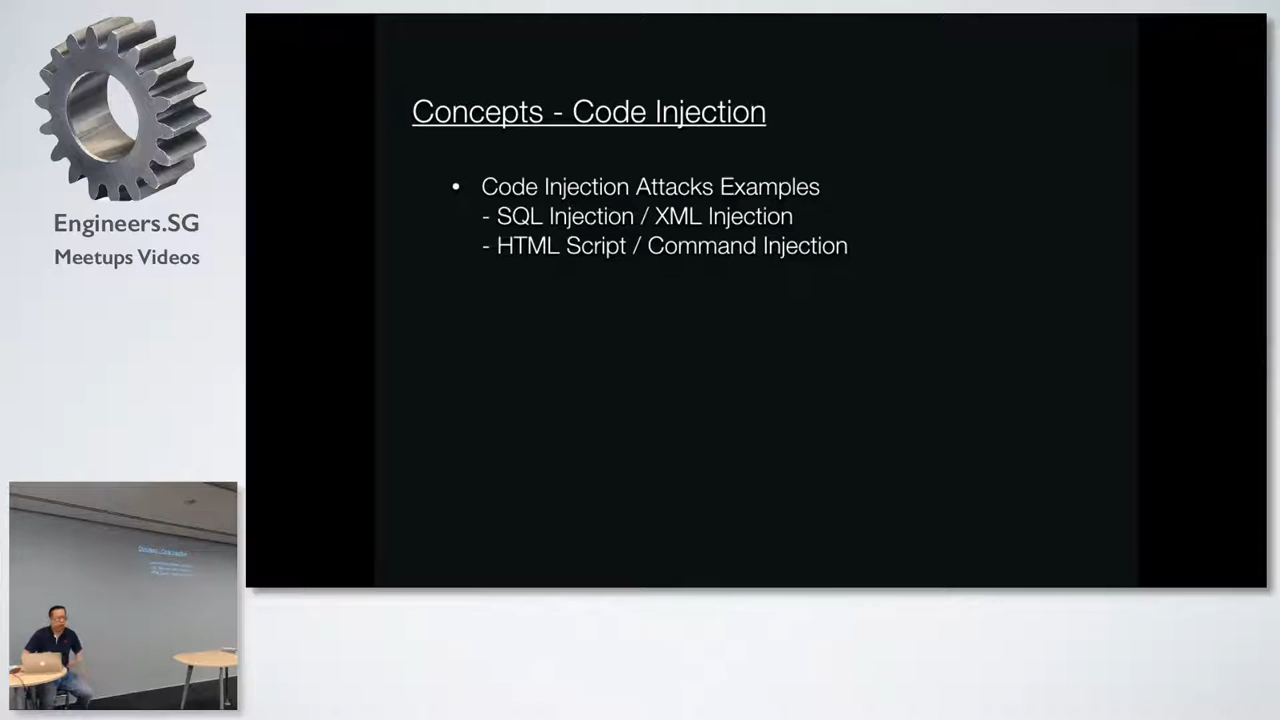 Engineers.SG
Meetups Videos
Concepts - Code Injection
• Code Injection Attacks Examples
- SQL Injection / XML Injection
- HTML Script / Command Injection